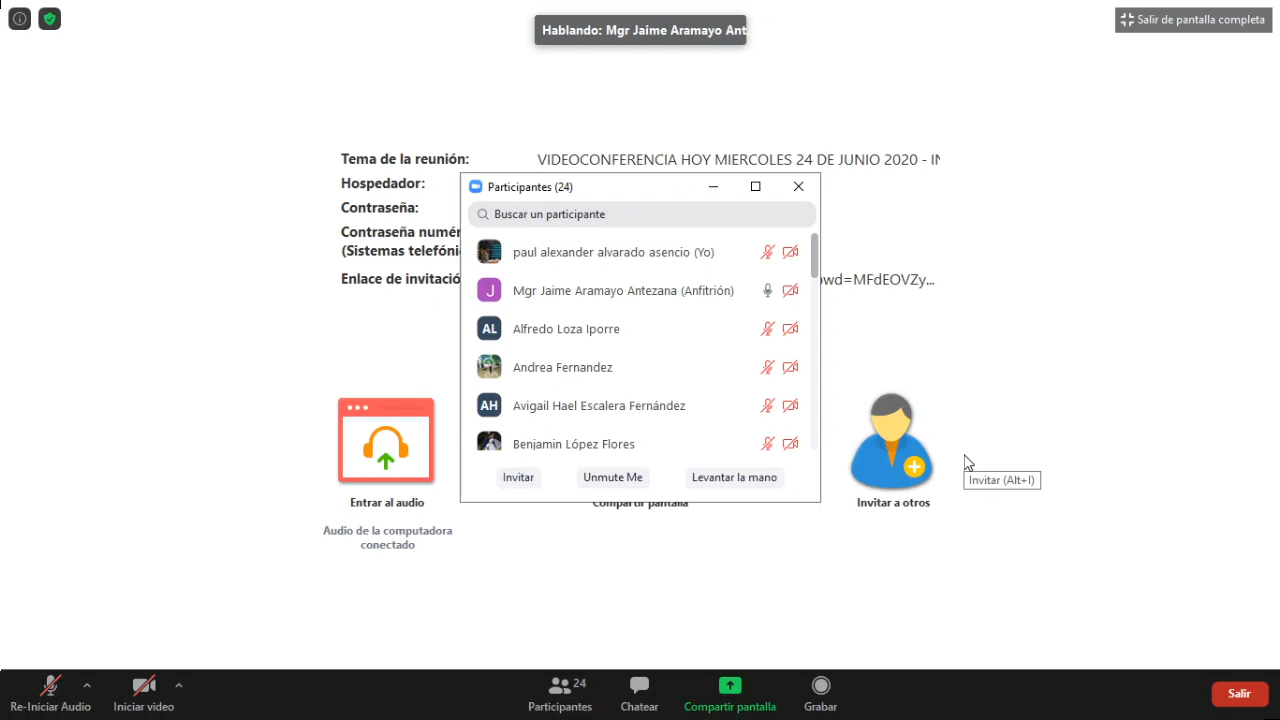 Hablando: Mgr Jaime Aramayo Ant
Salir de pantalla completa
Tema de la reunión:
VIDEOCONFERENCIA HOY MIERCOLES 24 DE JUNIO 2020 - IN
Hospedador:
Contraseña:
Contraseña numér
(Sistemas telefóni
Enlace de invitació
owd=MFdEOVZy...
Participantes (24)
Buscar un participante
paul alexander alvarado asencio (Yo)
J
Mgr Jaime Aramayo Antezana (Anfitrión)
AL
Alfredo Loza Iporre
Andrea Fernandez
AH
Avigail Hael Escalera Fernández
Benjamin López Flores
Invitar
Unmute Me
Levantar la mano
Entrar al audio
Compartir pantalla
Invitar a otros
Audio de la computadora
conectado
Invitar (Alt+I)
Re-Iniciar Audio
Iniciar video
24
Participantes
Chatear
Compartir pantalla
Grabar
Salir